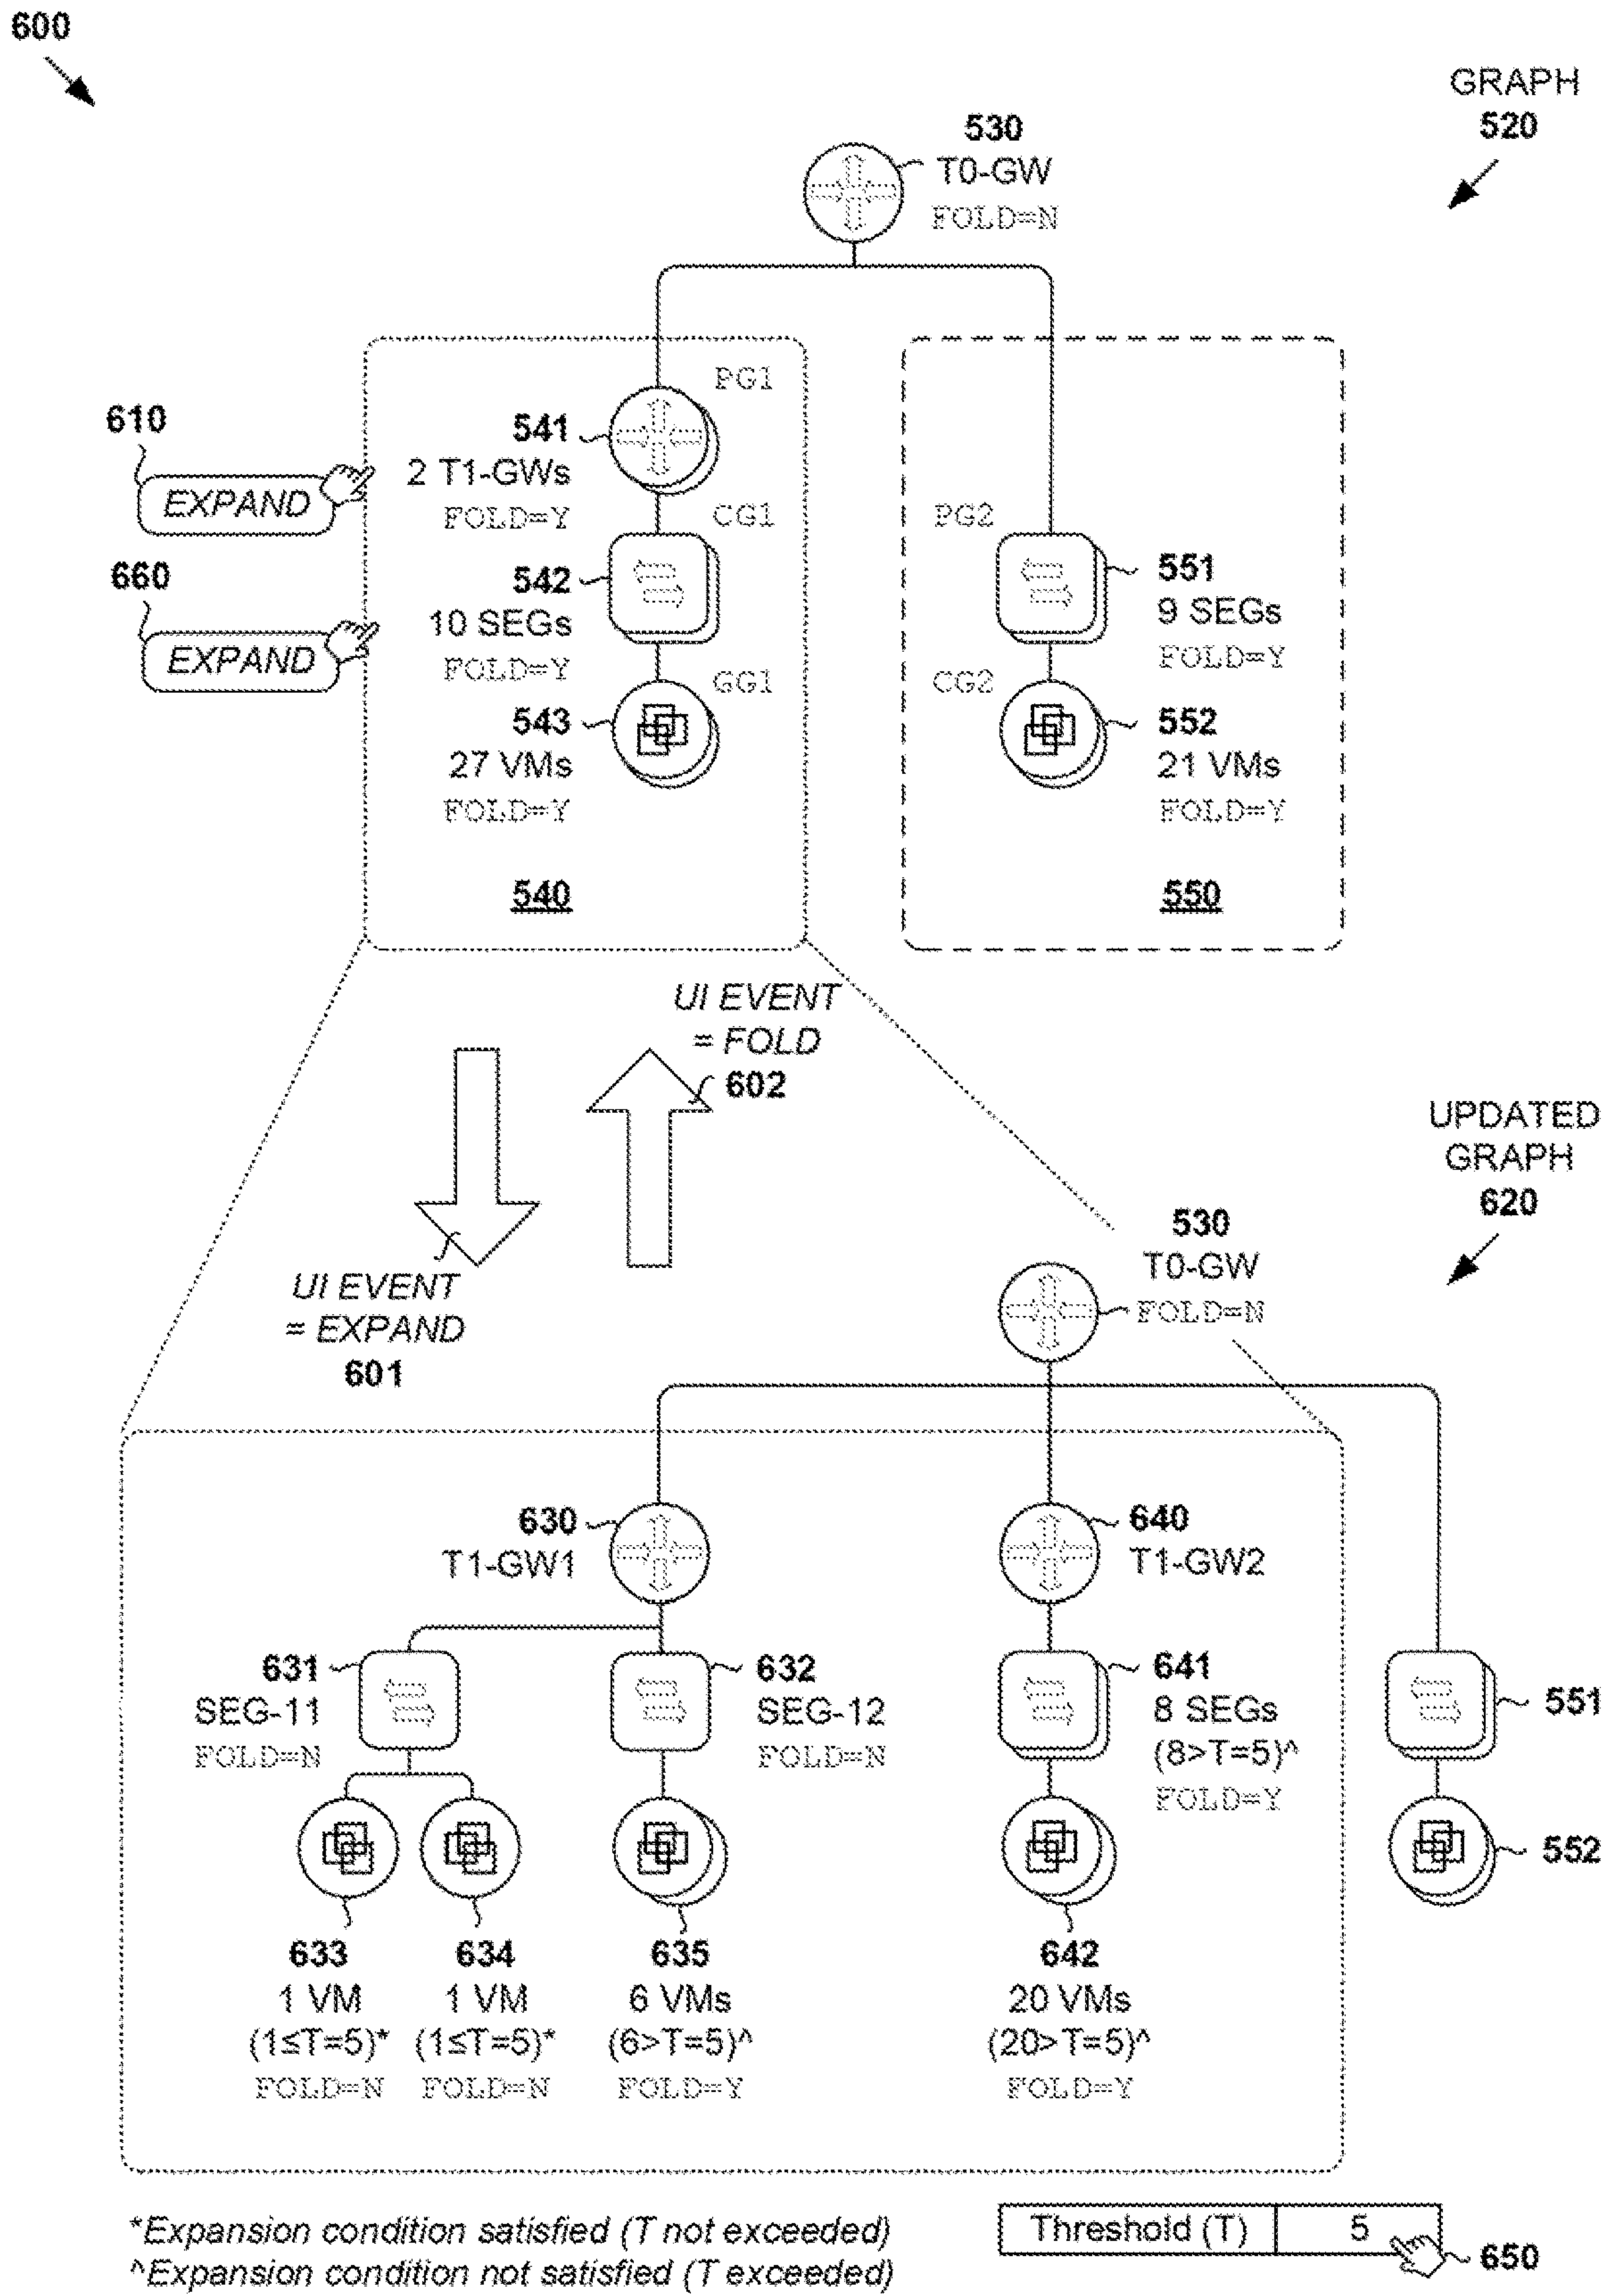 600
GRAPH
520
530
T0-GW
FOLD=N
PG1
610
541
EXPAND
2 T1-GWs
FOLD=Y
CG1
PG2
660
542
551
10 SEGs
9 SEGs
EXPAND
FOLD=Y
FOLD=Y
GG1
CG2
543
552
27 VMs
21 VMs
FOLD=Y
FOLD=Y
540
550
UI EVENT
= FOLD
602
UPDATED
GRAPH
620
530
T0-GW
FOLD=N
UI EVENT
= EXPAND
601
630
T1-GW1
640
T1-GW2
631
SEG-11
FOLD=N
632
SEG-12
FOLD=N
641
8 SEGs
(8>T=5)^
FOLD=Y
551
552
633
1 VM
(1≤T=5)*
FOLD=N
634
1 VM
(1≤T=5)*
FOLD=N
635
6 VMs
(6>T=5)^
FOLD=Y
642
20 VMs
(20>T=5)^
FOLD=Y
*Expansion condition satisfied (T not exceeded)
^Expansion condition not satisfied (T exceeded)
Threshold (T) 5
650